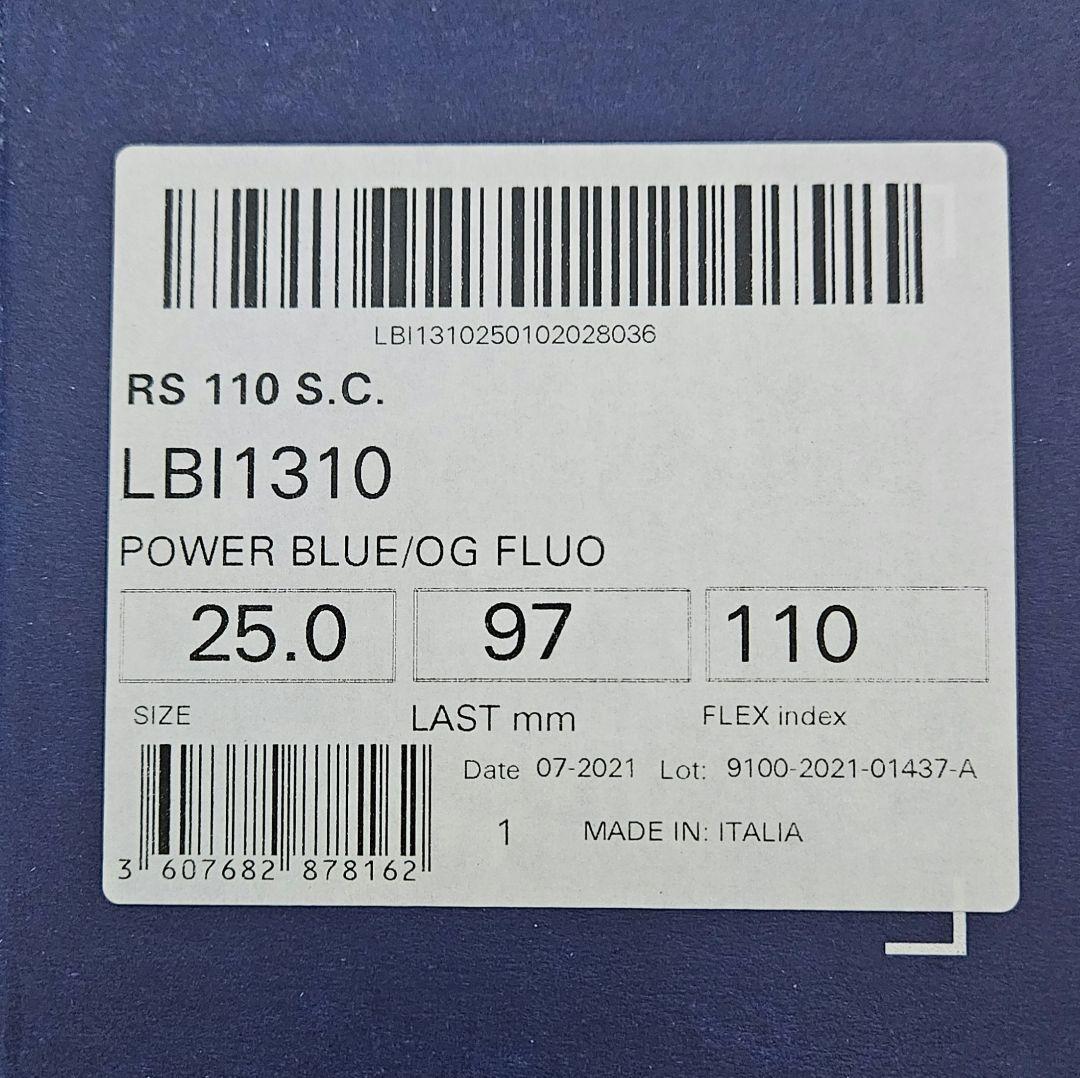 LBI1310250102028036
RS 110 S.C.
LBI1310
POWER BLUE/OG FLUO
25.0 97 110
SIZE LAST mm FLEX index
Date 07-2021 Lot: 9100-2021-01437-A
1 MADE IN: ITALIA
3 607682 878162